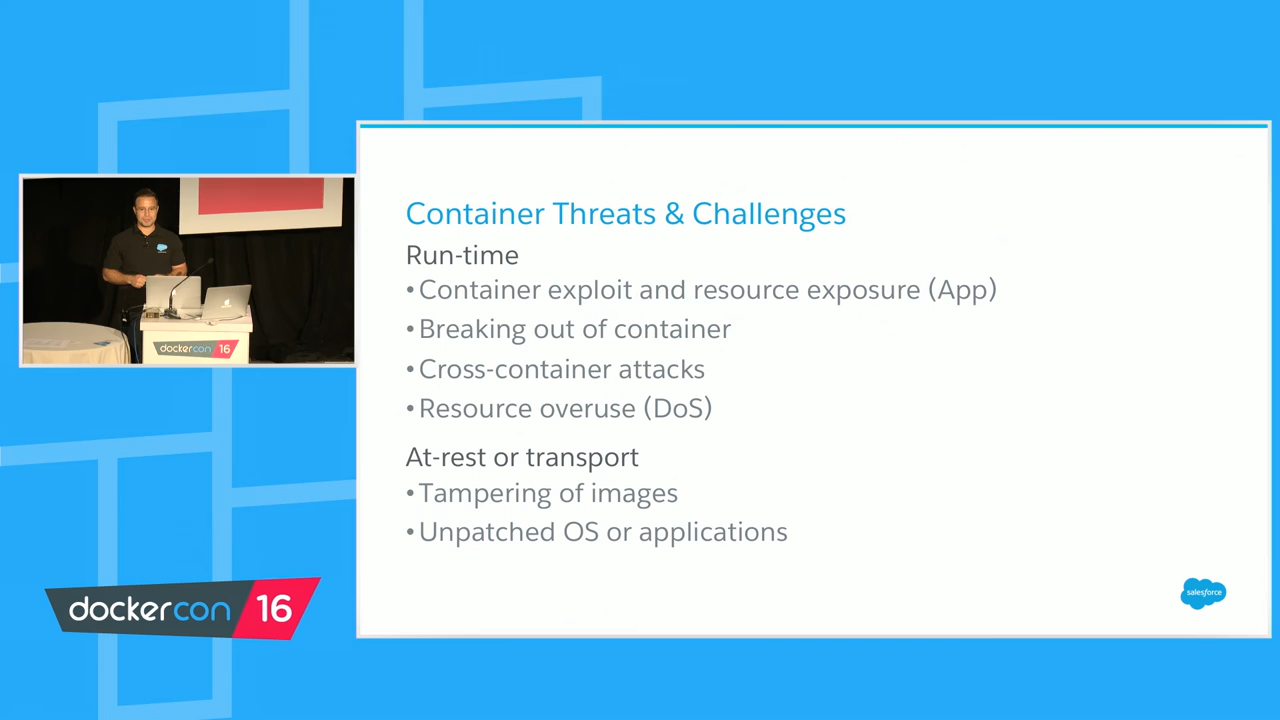 Container Threats & Challenges
Run-time
• Container exploit and resource exposure (App)
• Breaking out of container
• Cross-container attacks
• Resource overuse (DoS)
At-rest or transport
• Tampering of images
• Unpatched OS or applications
salesforce
dockercon 16
dockercon 16